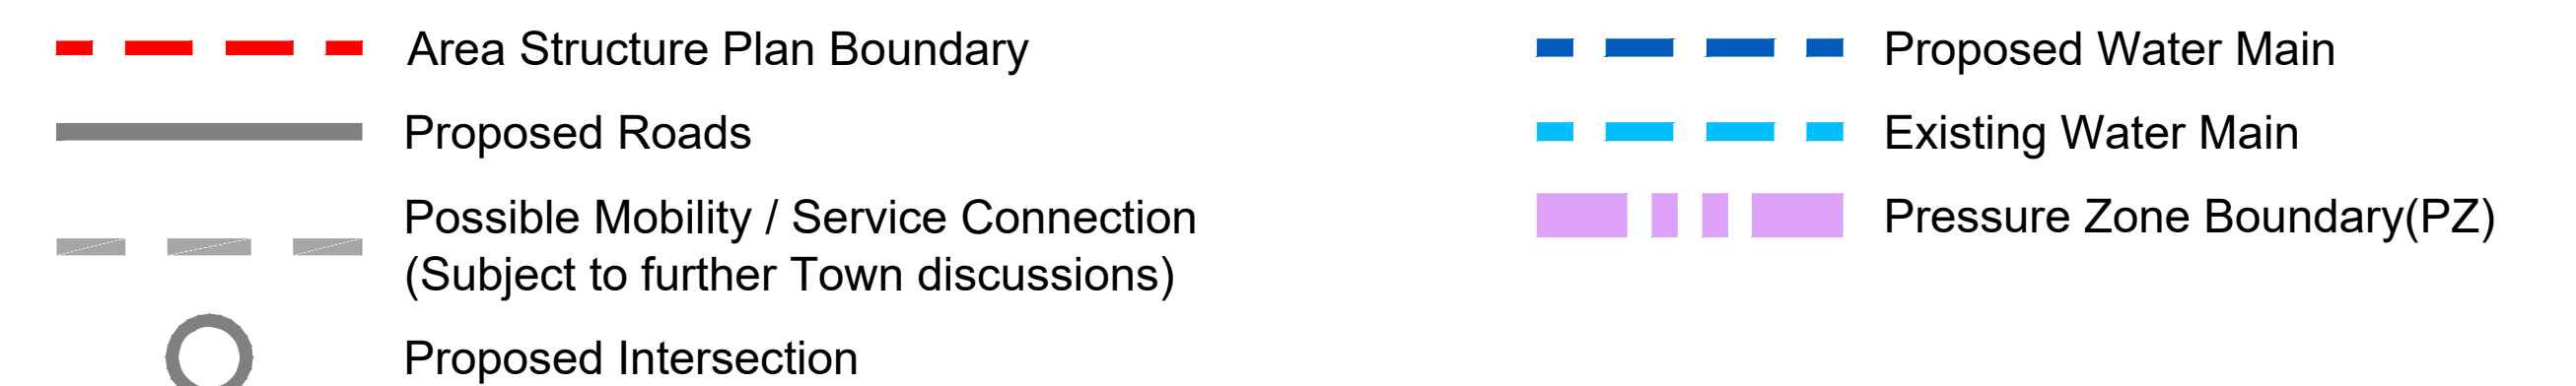 Area Structure Plan Boundary
Proposed Roads
Possible Mobility / Service Connection
(Subject to further Town discussions)
Proposed Intersection
Proposed Water Main
Existing Water Main
Pressure Zone Boundary(PZ)